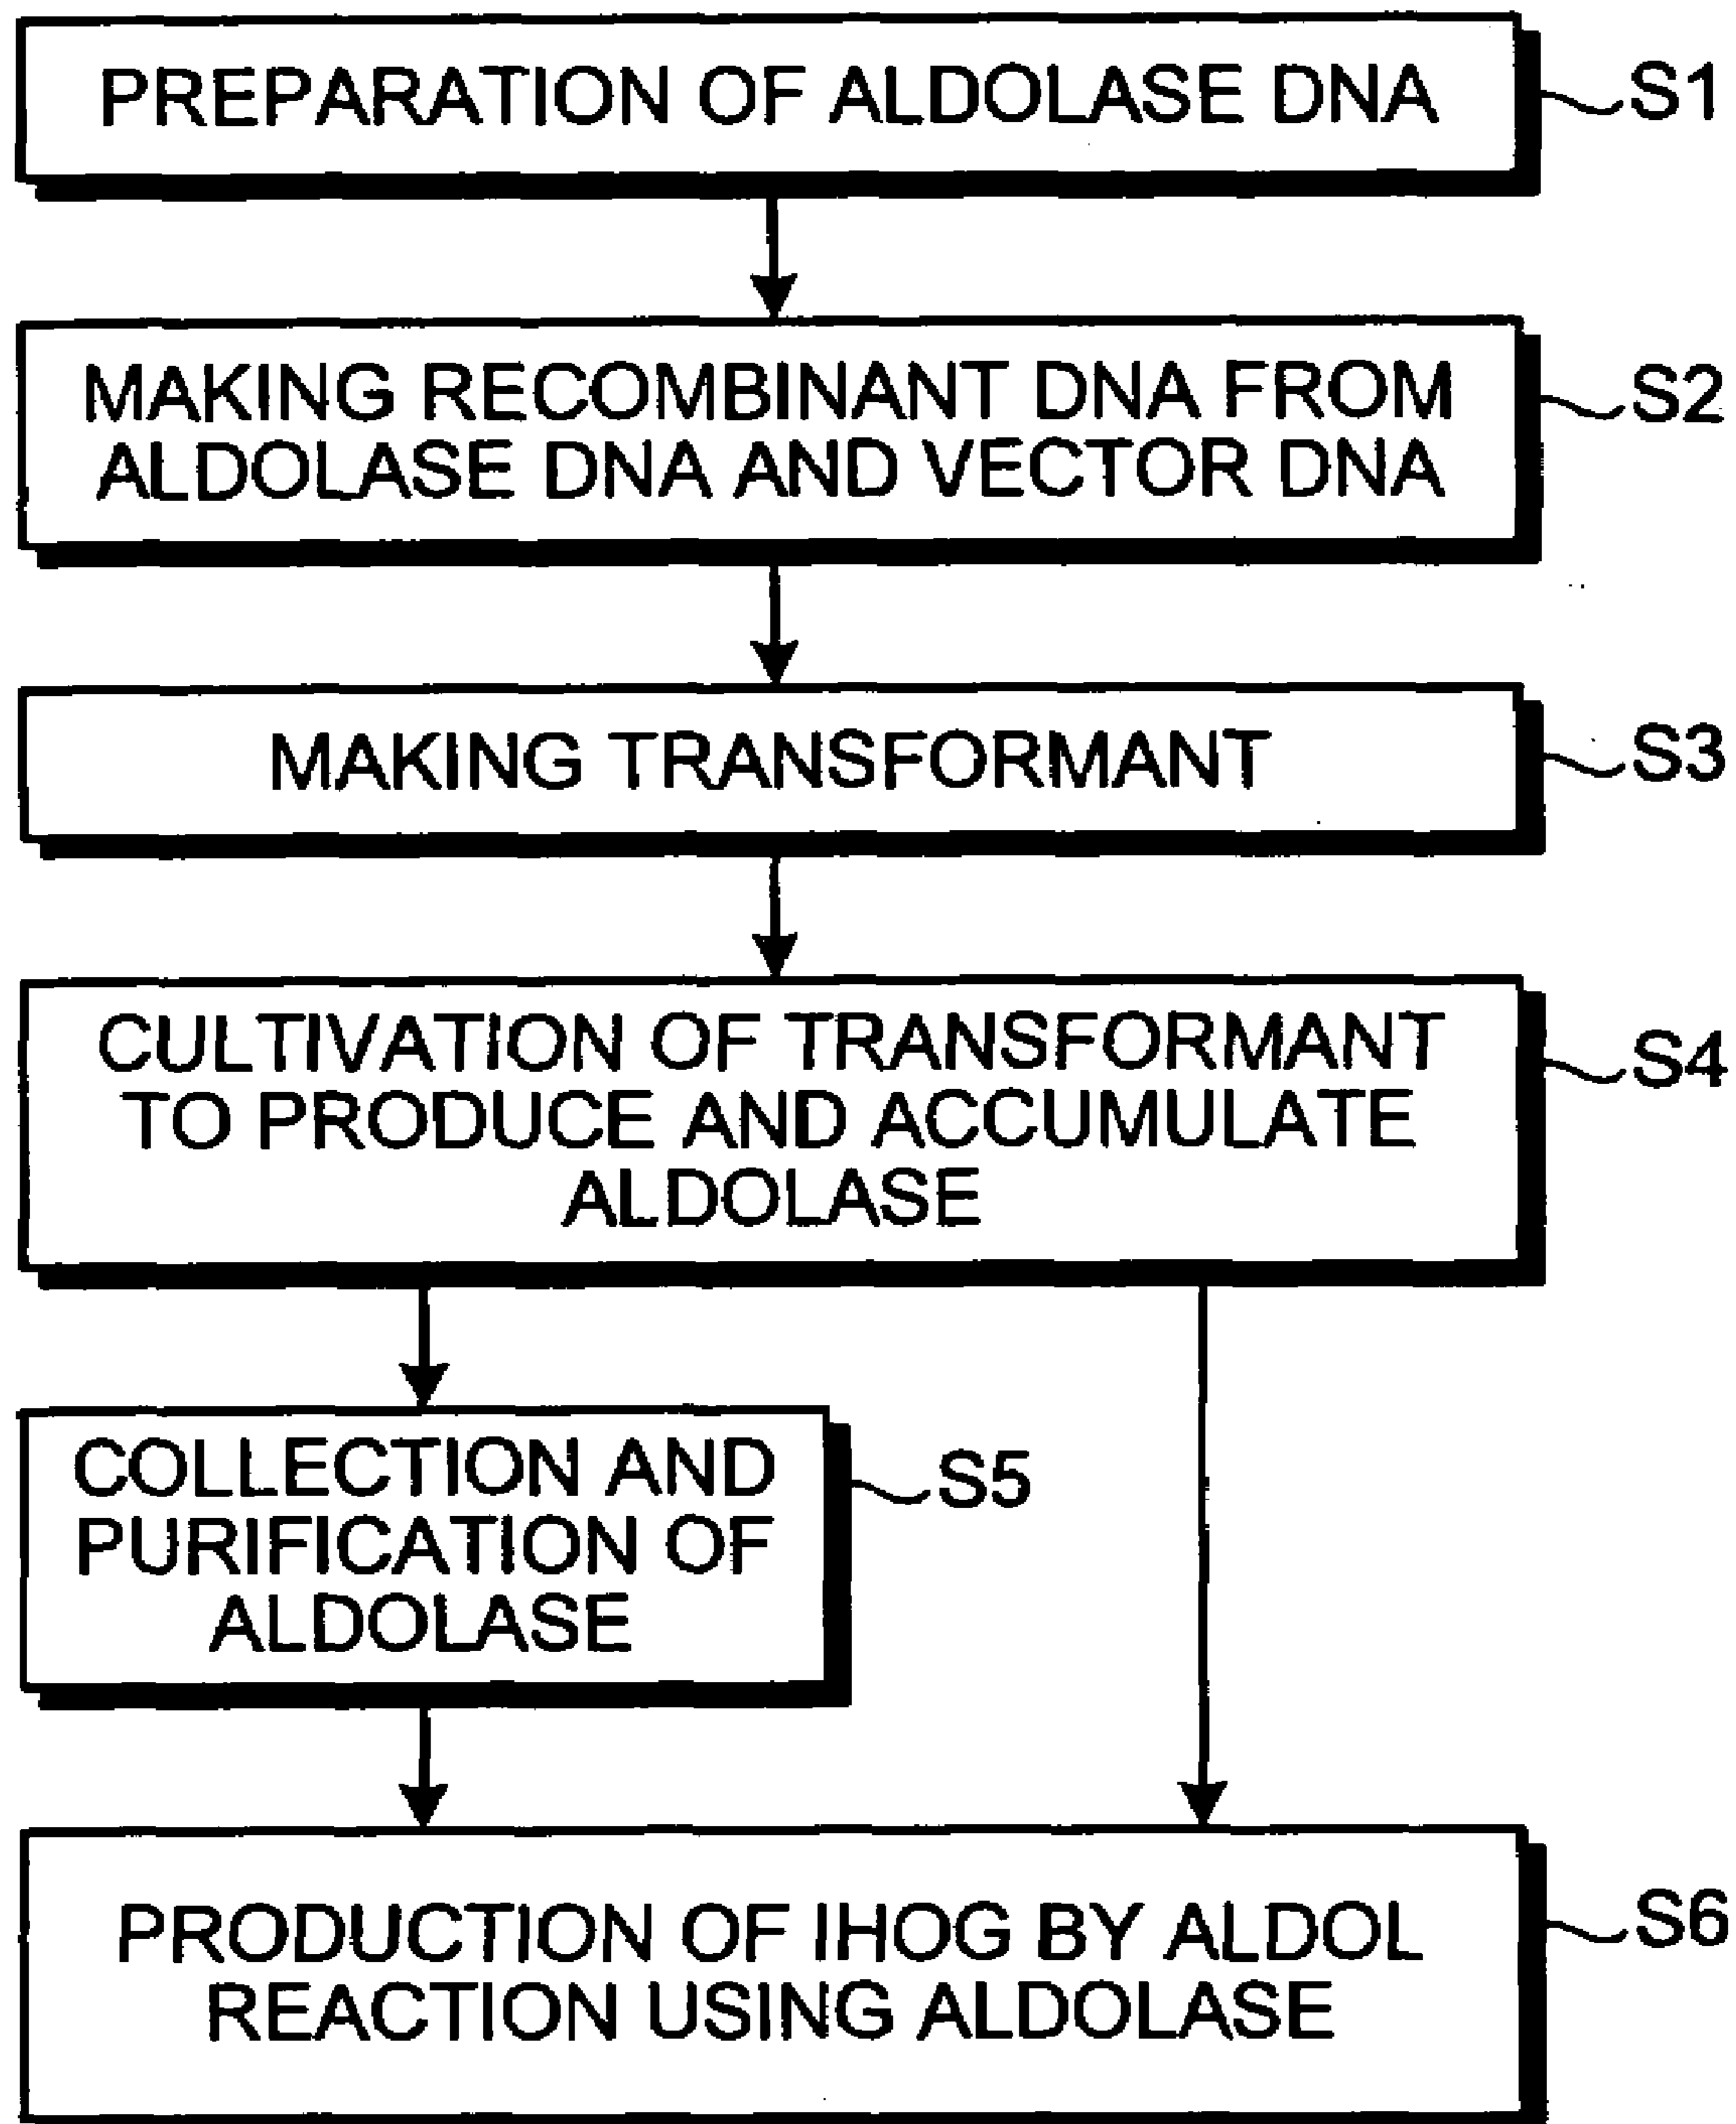 PREPARATION OF ALDOLASE DNA
S1
MAKING RECOMBINANT DNA FROM
ALDOLASE DNA AND VECTOR DNA
S2
MAKING TRANSFORMANT
S3
CULTIVATION OF TRANSFORMANT
TO PRODUCE AND ACCUMULATE
ALDOLASE
S4
COLLECTION AND
PURIFICATION OF
ALDOLASE
S5
PRODUCTION OF IHOG BY ALDOL
REACTION USING ALDOLASE
S6